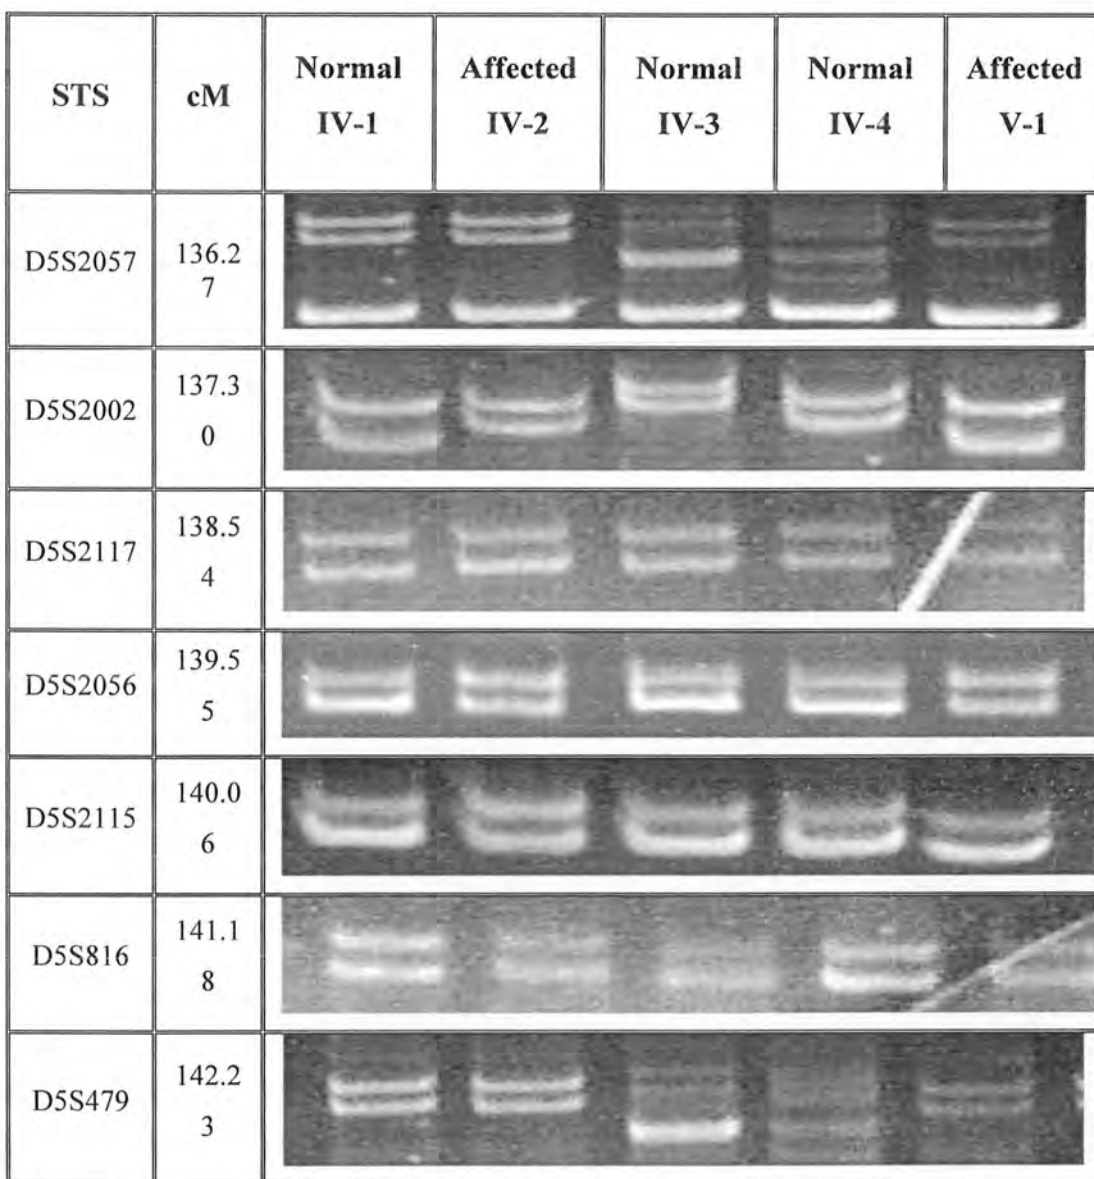 STS cM Normal IV-1 Affected IV-2 Normal IV-3 Normal IV-4 Affected V-1
D5S2057 136.2
7
D5S2002 137.3
0
D5S2117 138.5
4
D5S2056 139.5
5
D5S2115 140.0
6
D5S816 141.1
8
D5S479 142.2
3